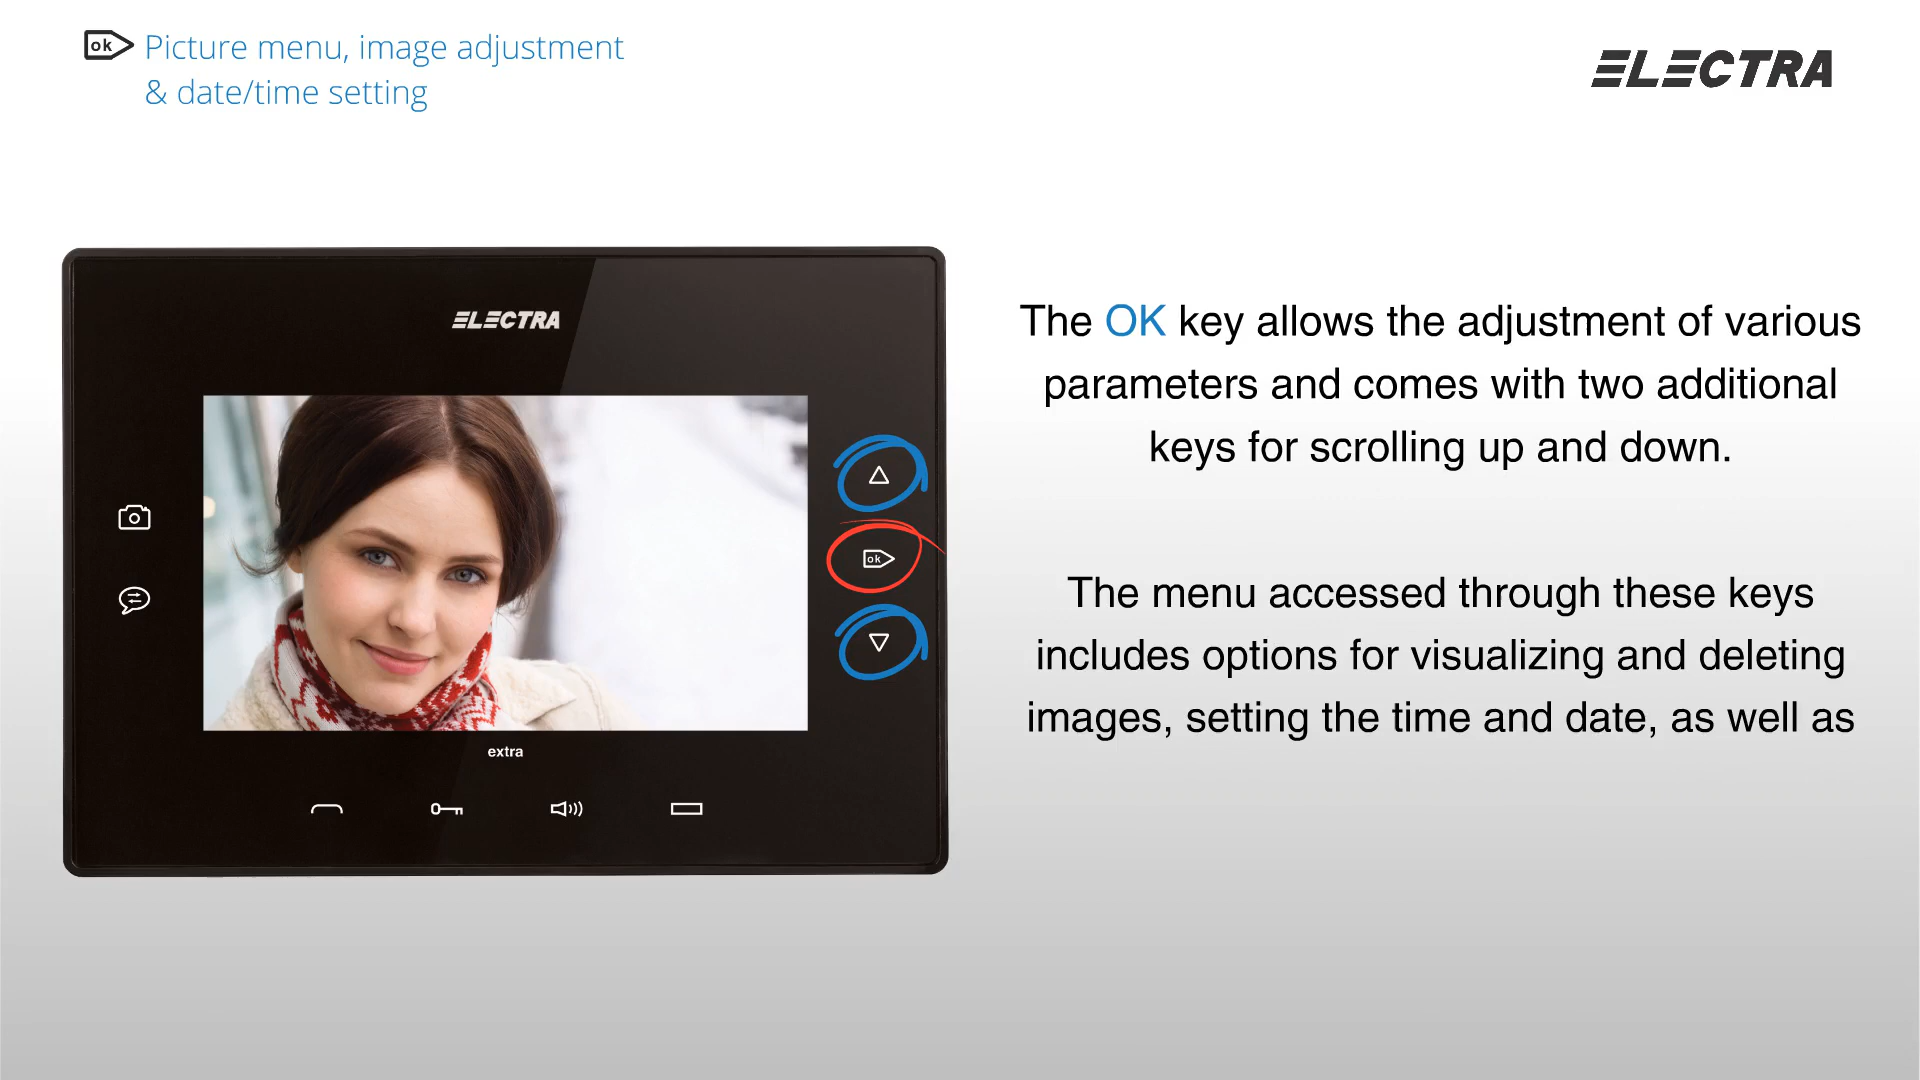 ok Picture menu, image adjustment
& date/time setting
ELECTRA
ELECTRA
ok
extra
The OK key allows the adjustment of various
parameters and comes with two additional
keys for scrolling up and down.
The menu accessed through these keys
includes options for visualizing and deleting
images, setting the time and date, as well as